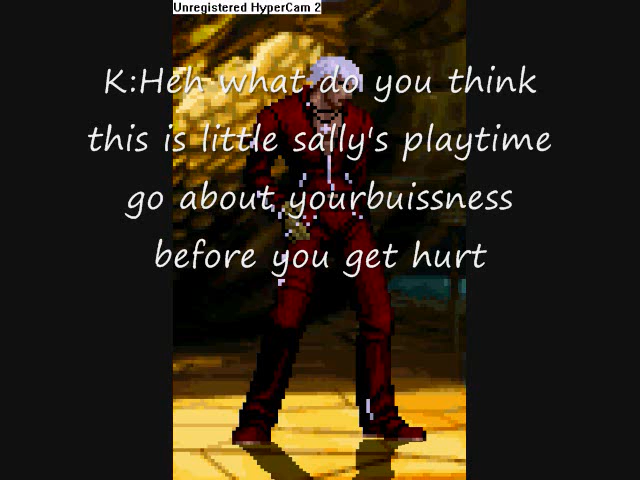 Unregistered HyperCam 2
K:Heh what do you think
this is little sally's playtime
go about yourbuissness
before you get hurt